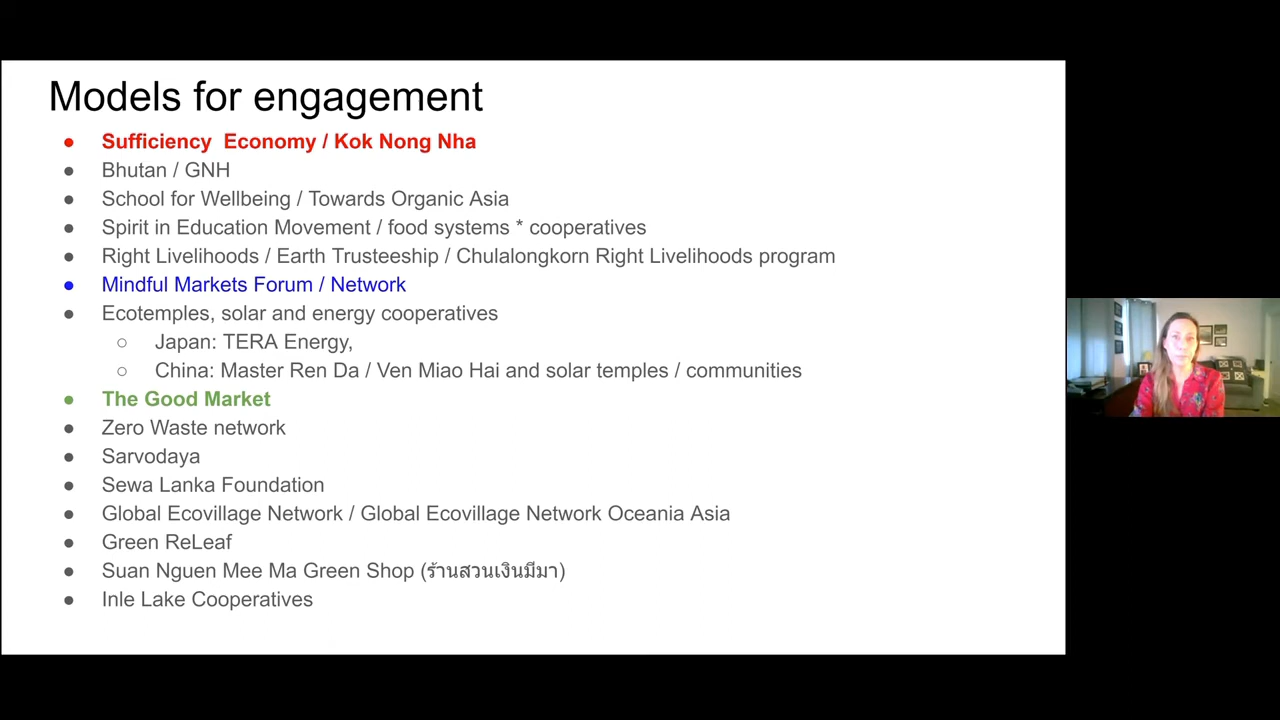 Models for engagement
● Sufficiency  Economy / Kok Nong Nha
● Bhutan / GNH
● School for Wellbeing / Towards Organic Asia
● Spirit in Education Movement / food systems * cooperatives
● Right Livelihoods / Earth Trusteeship / Chulalongkorn Right Livelihoods program
● Mindful Markets Forum / Network
● Ecotemples, solar and energy cooperatives
○ Japan: TERA Energy,
○ China: Master Ren Da / Ven Miao Hai and solar temples / communities
● The Good Market
● Zero Waste network
● Sarvodaya
● Sewa Lanka Foundation
● Global Ecovillage Network / Global Ecovillage Network Oceania Asia
● Green ReLeaf
● Suan Nguen Mee Ma Green Shop (ร้านสวนเงินมีมา)
● Inle Lake Cooperatives